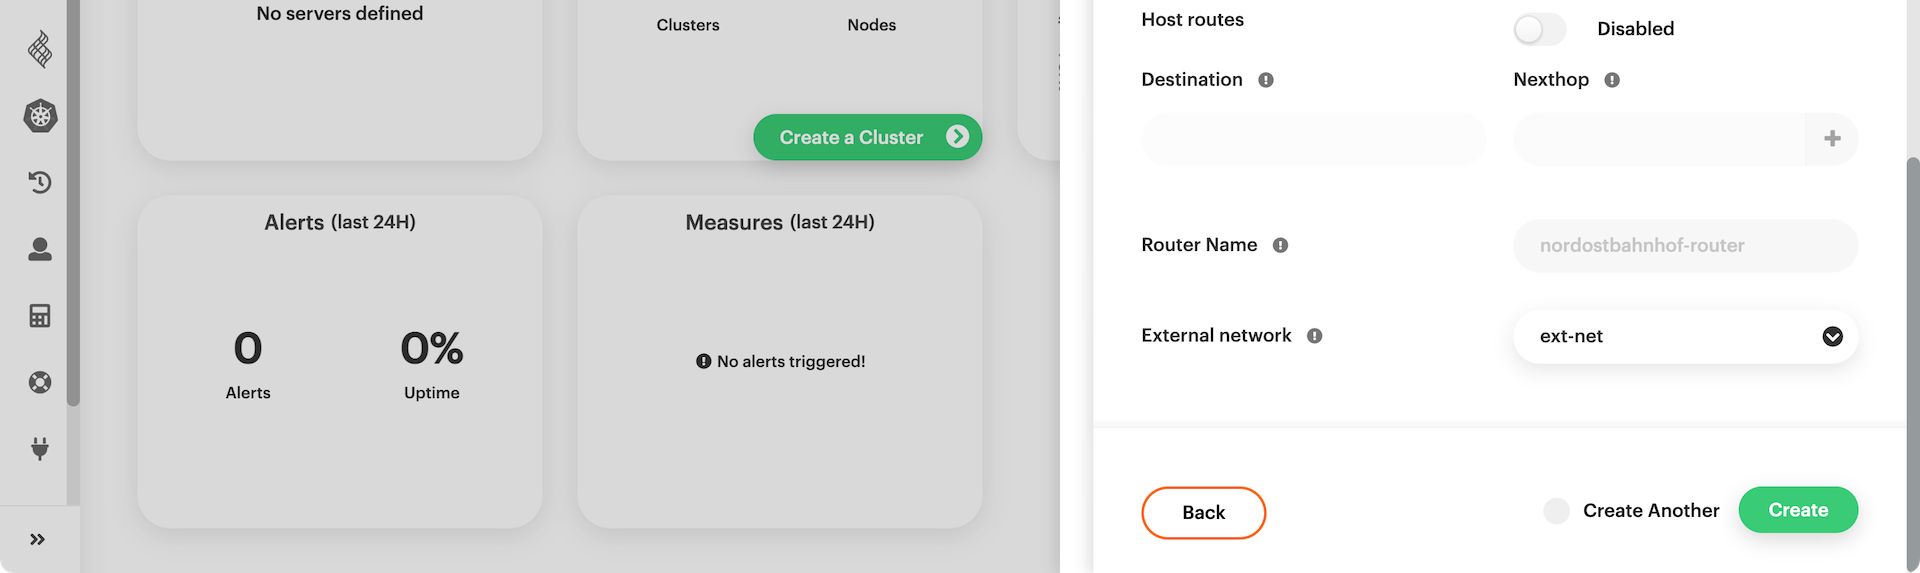 No servers defined
Clusters
Nodes
Create a Cluster
Alerts (last 24H)
0
Alerts
0%
Uptime
Measures (last 24H)
No alerts triggered!
Host routes
Disabled
Destination
Nexthop
Router Name
nordostbahnhof-router
External network
ext-net
Back
Create Another
Create